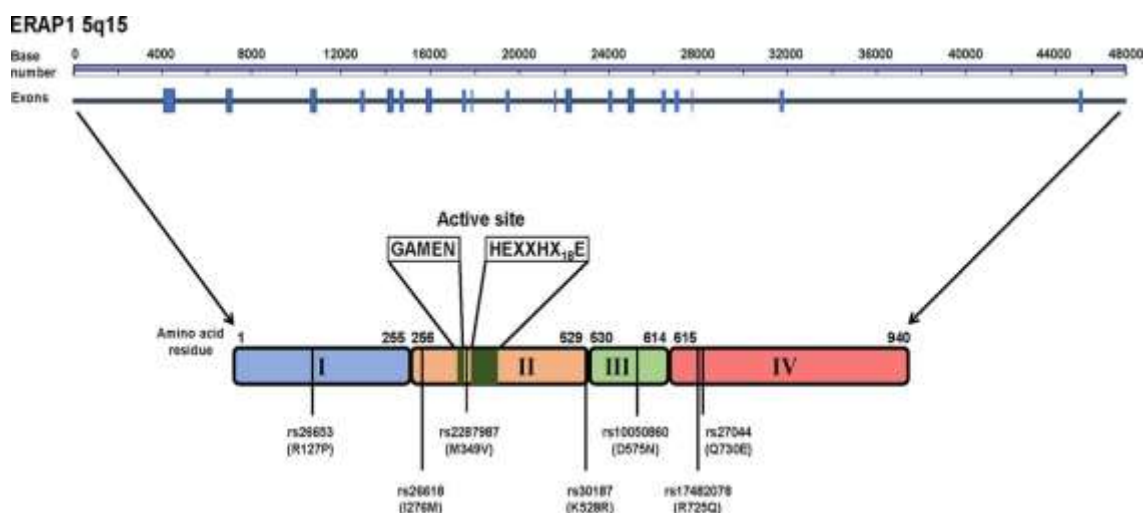 ERAP1 5q15
Base number 0 4000 8000 12000 16000 20000 24000 28000 32000 36000 40000 44000 48000
Exons
Active site
GAMEN HEXXHX18E
Amino acid residue 1 255 256 529 530 614 615 940
I II III IV
rs26653 (R127P)
rs2287987 (M349V)
rs10050860 (D575N)
rs27044 (Q730E)
rs26618 (I276M)
rs30187 (K528R)
rs17482078 (R725Q)